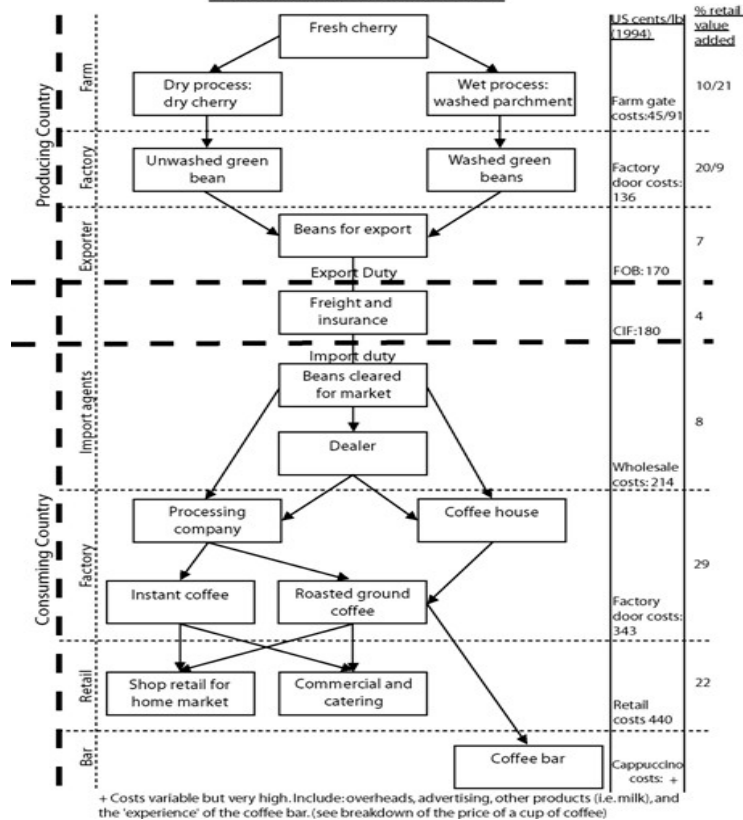 US cents/lb
(1994)
% retail
value
added
Producing Country
Farm
Fresh cherry
Dry process:
dry cherry
Wet process:
washed parchment
Farm gate
costs:45/91
10/21
Factory
Unwashed green
bean
Washed green
beans
Factory
door costs:
136
20/9
Exporter
Beans for export
Export Duty
FOB: 170
7
Freight and
insurance
CIF:180
4
Consuming Country
Import agents
Import duty
Beans cleared
for market
Dealer
Wholesale
costs: 214
8
Factory
Processing
company
Coffee house
Instant coffee
Roasted ground
coffee
Factory
door costs:
343
29
Retail
Shop retail for
home market
Commercial and
catering
Retail
costs 440
22
Bar
Coffee bar
Cappuccino
costs: +
+ Costs variable but very high. Include: overheads, advertising, other products (i.e. milk), and
the 'experience' of the coffee bar. (see breakdown of the price of a cup of coffee)